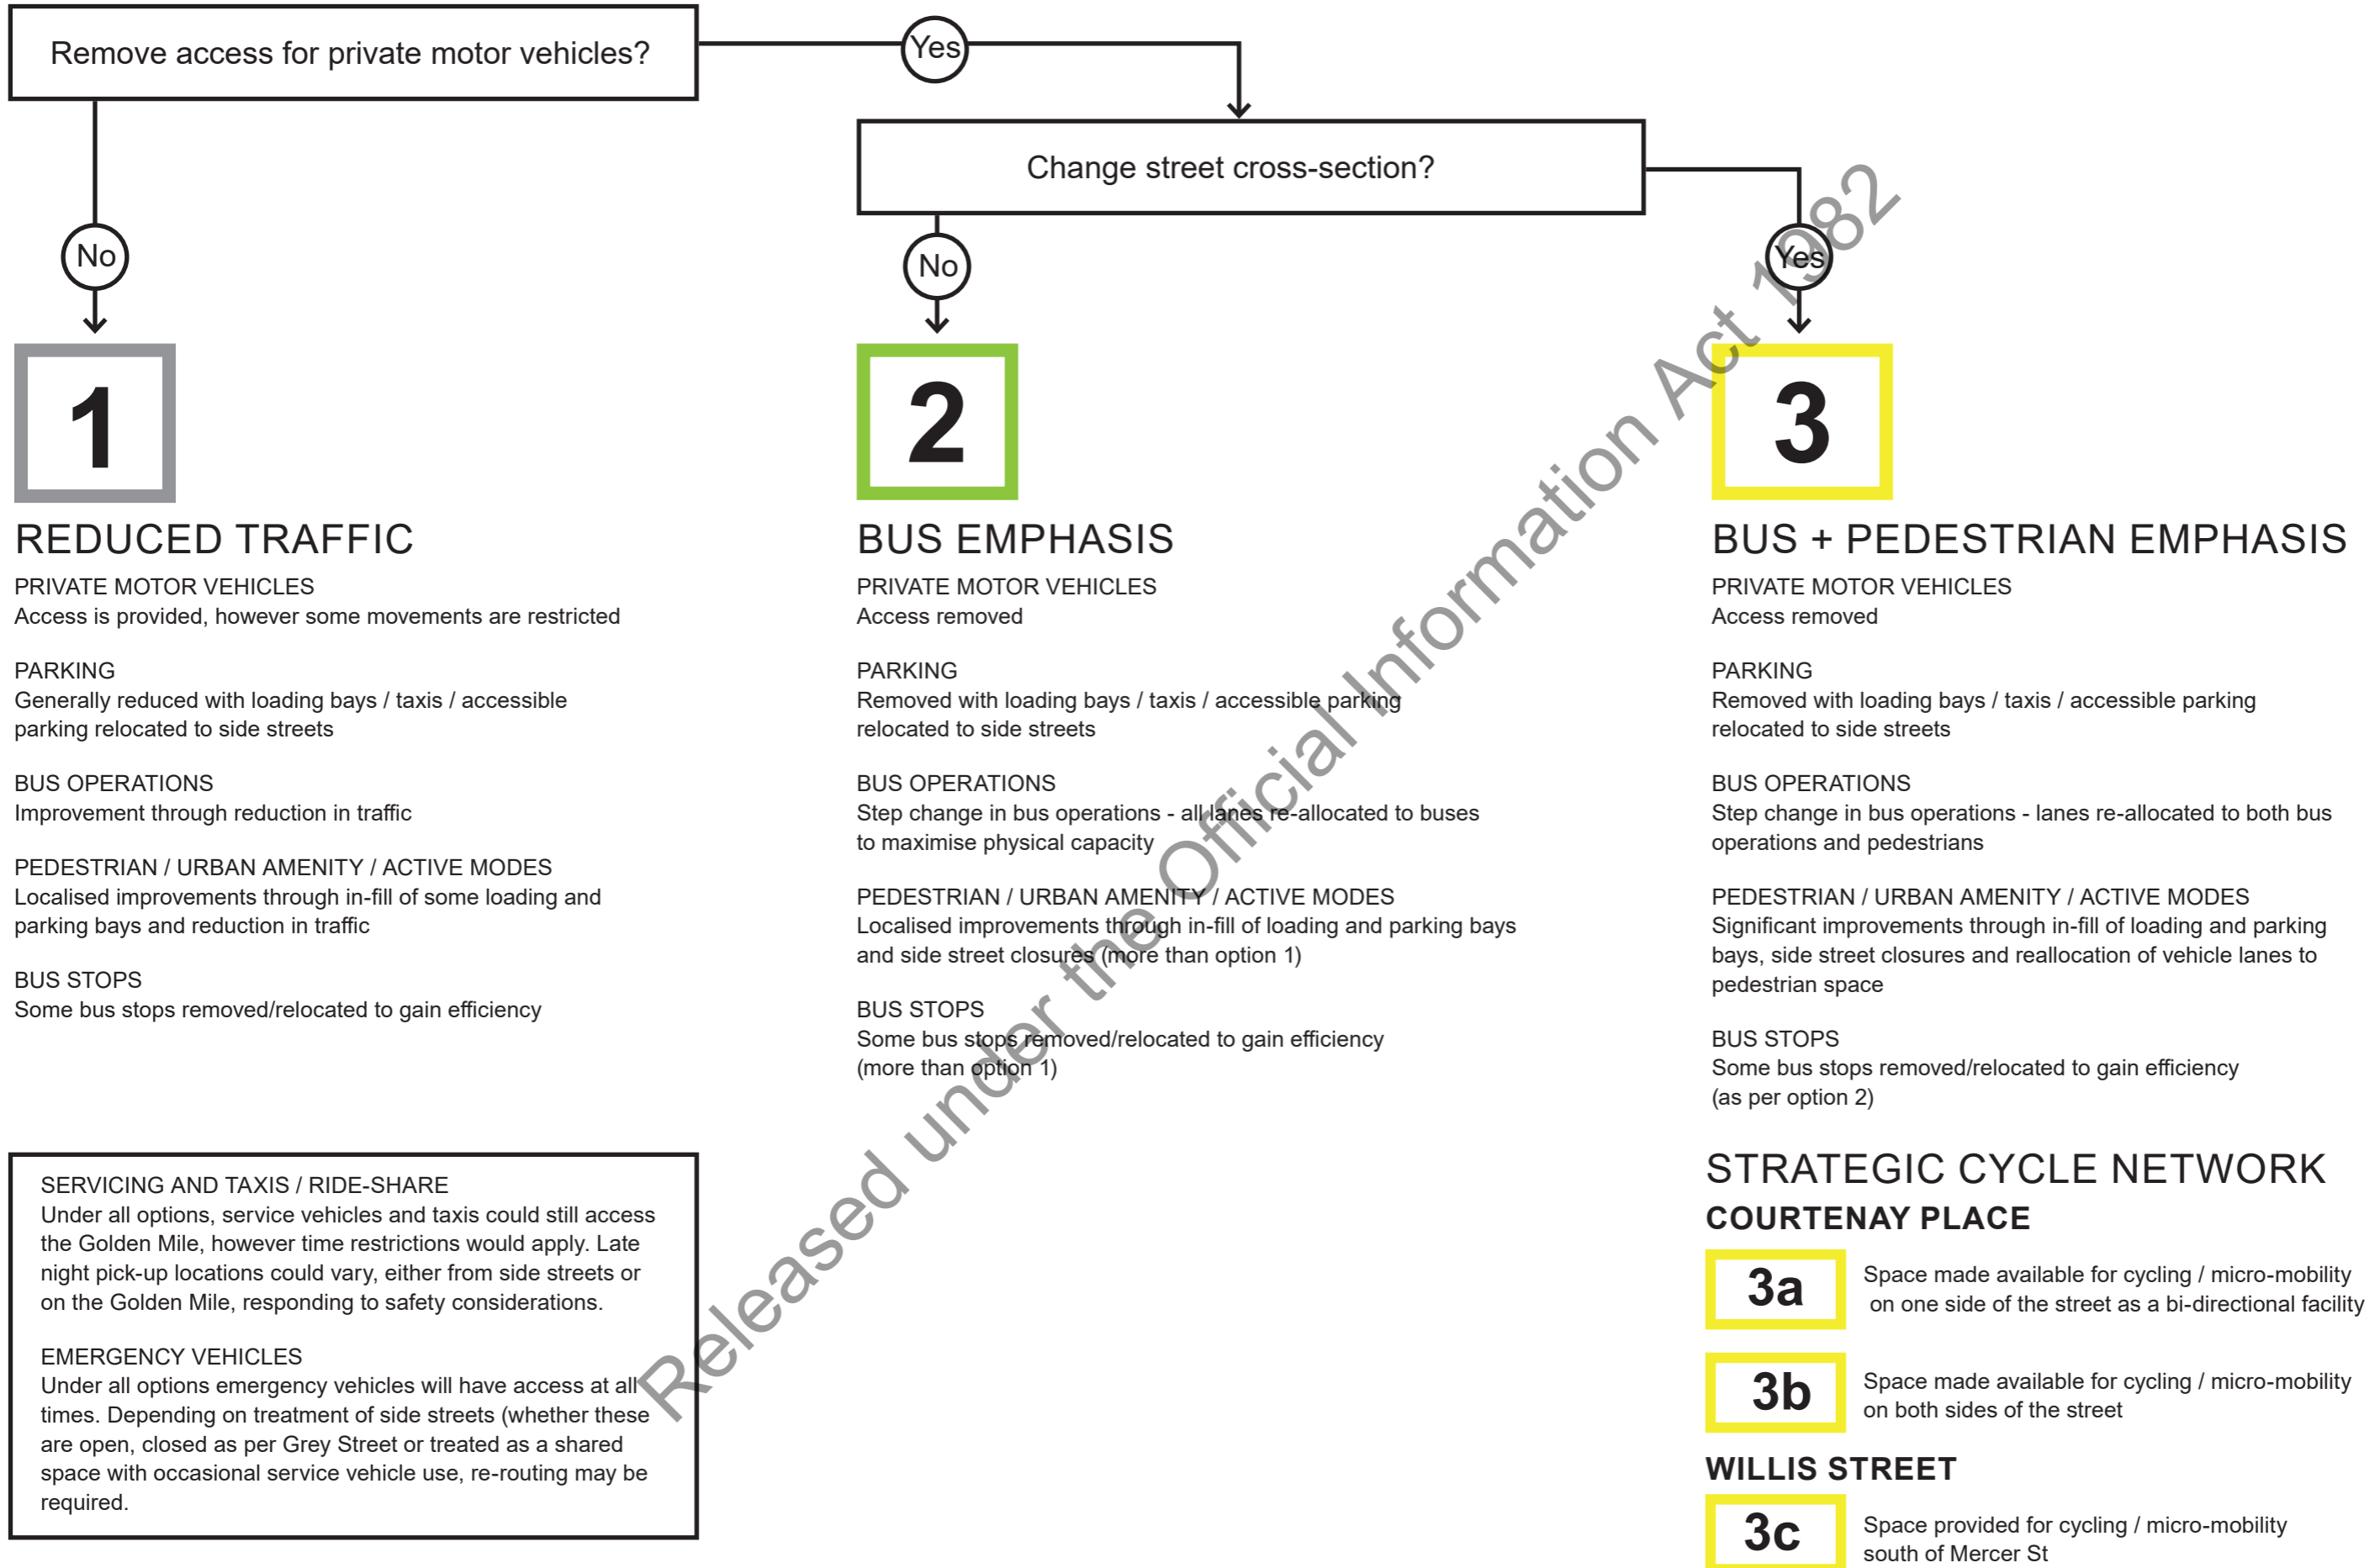 Remove access for private motor vehicles?
Yes
Change street cross-section?
No
No
Yes
1
REDUCED TRAFFIC
PRIVATE MOTOR VEHICLES
Access is provided, however some movements are restricted
PARKING
Generally reduced with loading bays / taxis / accessible
parking relocated to side streets
BUS OPERATIONS
Improvement through reduction in traffic
PEDESTRIAN / URBAN AMENITY / ACTIVE MODES
Localised improvements through in-fill of some loading and
parking bays and reduction in traffic
BUS STOPS
Some bus stops removed/relocated to gain efficiency
2
BUS EMPHASIS
PRIVATE MOTOR VEHICLES
Access removed
PARKING
Removed with loading bays / taxis / accessible parking
relocated to side streets
BUS OPERATIONS
Step change in bus operations - all lanes re-allocated to buses
to maximise physical capacity
PEDESTRIAN / URBAN AMENITY / ACTIVE MODES
Localised improvements through in-fill of loading and parking bays
and side street closures (more than option 1)
BUS STOPS
Some bus stops removed/relocated to gain efficiency
(more than option 1)
3
BUS + PEDESTRIAN EMPHASIS
PRIVATE MOTOR VEHICLES
Access removed
PARKING
Removed with loading bays / taxis / accessible parking
relocated to side streets
BUS OPERATIONS
Step change in bus operations - lanes re-allocated to both bus
operations and pedestrians
PEDESTRIAN / URBAN AMENITY / ACTIVE MODES
Significant improvements through in-fill of loading and parking
bays, side street closures and reallocation of vehicle lanes to
pedestrian space
BUS STOPS
Some bus stops removed/relocated to gain efficiency
(as per option 2)
SERVICING AND TAXIS / RIDE-SHARE
Under all options, service vehicles and taxis could still access
the Golden Mile, however time restrictions would apply. Late
night pick-up locations could vary, either from side streets or
on the Golden Mile, responding to safety considerations.
EMERGENCY VEHICLES
Under all options emergency vehicles will have access at all
times. Depending on treatment of side streets (whether these
are open, closed as per Grey Street or treated as a shared
space with occasional service vehicle use, re-routing may be
required.
STRATEGIC CYCLE NETWORK
COURTENAY PLACE
3a
Space made available for cycling / micro-mobility
on one side of the street as a bi-directional facility
3b
Space made available for cycling / micro-mobility
on both sides of the street
WILLIS STREET
3c
Space provided for cycling / micro-mobility
south of Mercer St
Released under the Official Information Act 1982